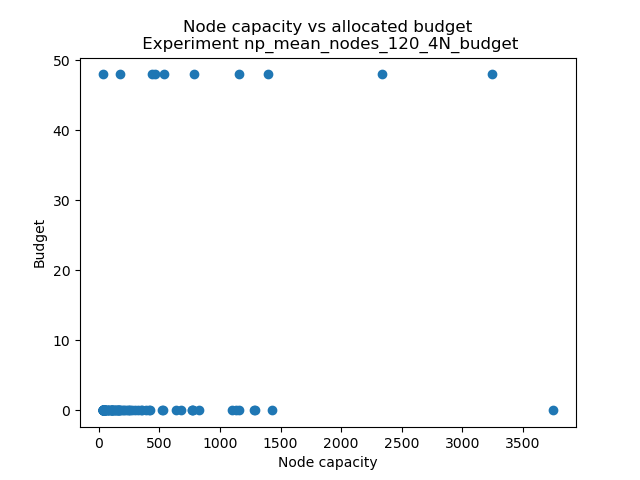 Node capacity vs allocated budget
Experiment np_mean_nodes_120_4N_budget
50
40
30
20
10
0
Budget
0 500 1000 1500 2000 2500 3000 3500
Node capacity